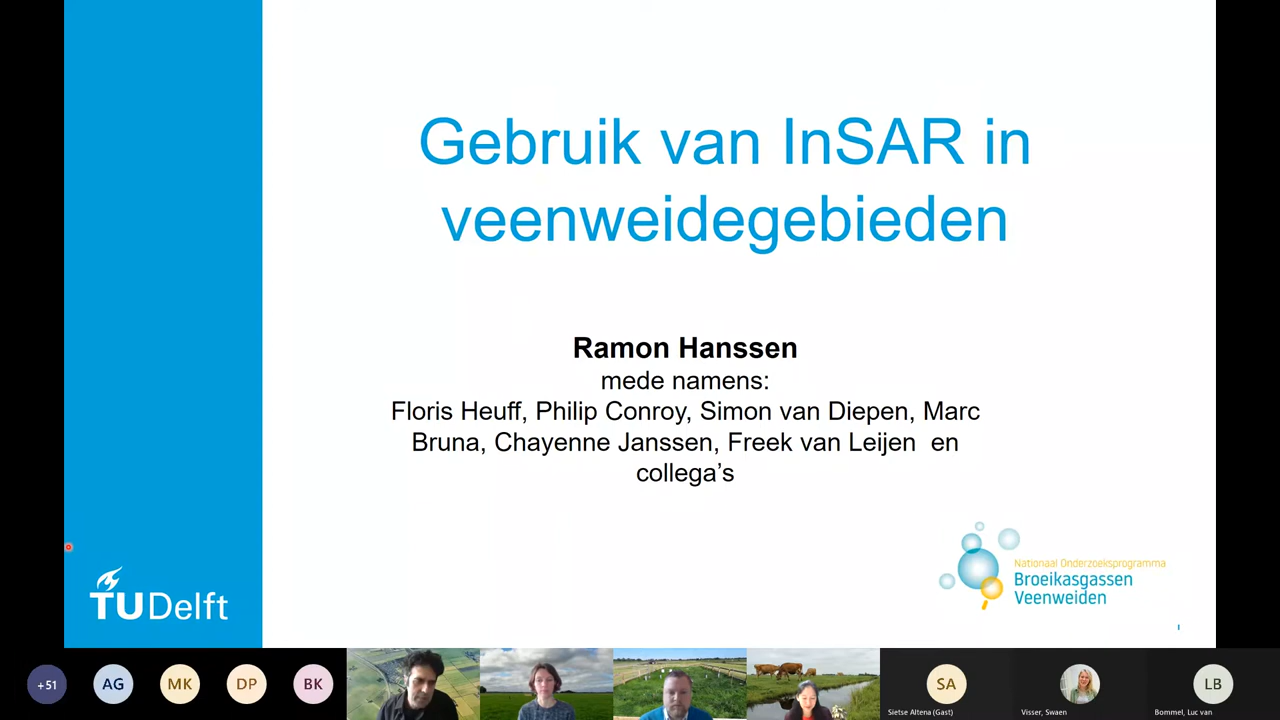 Gebruik van InSAR in
veenweidegebieden
Ramon Hanssen
mede namens:
Floris Heuff, Philip Conroy, Simon van Diepen, Marc
Bruna, Chayenne Janssen, Freek van Leijen en
collega's
Nationaal Onderzoeksprogramma
Broeikasgassen
Veenweiden
TUDelft
1
+51
AG
MK
DP
BK
SA
LB
Sietse Altena (Gast)
Visser, Swaen
Bommel, Luc van